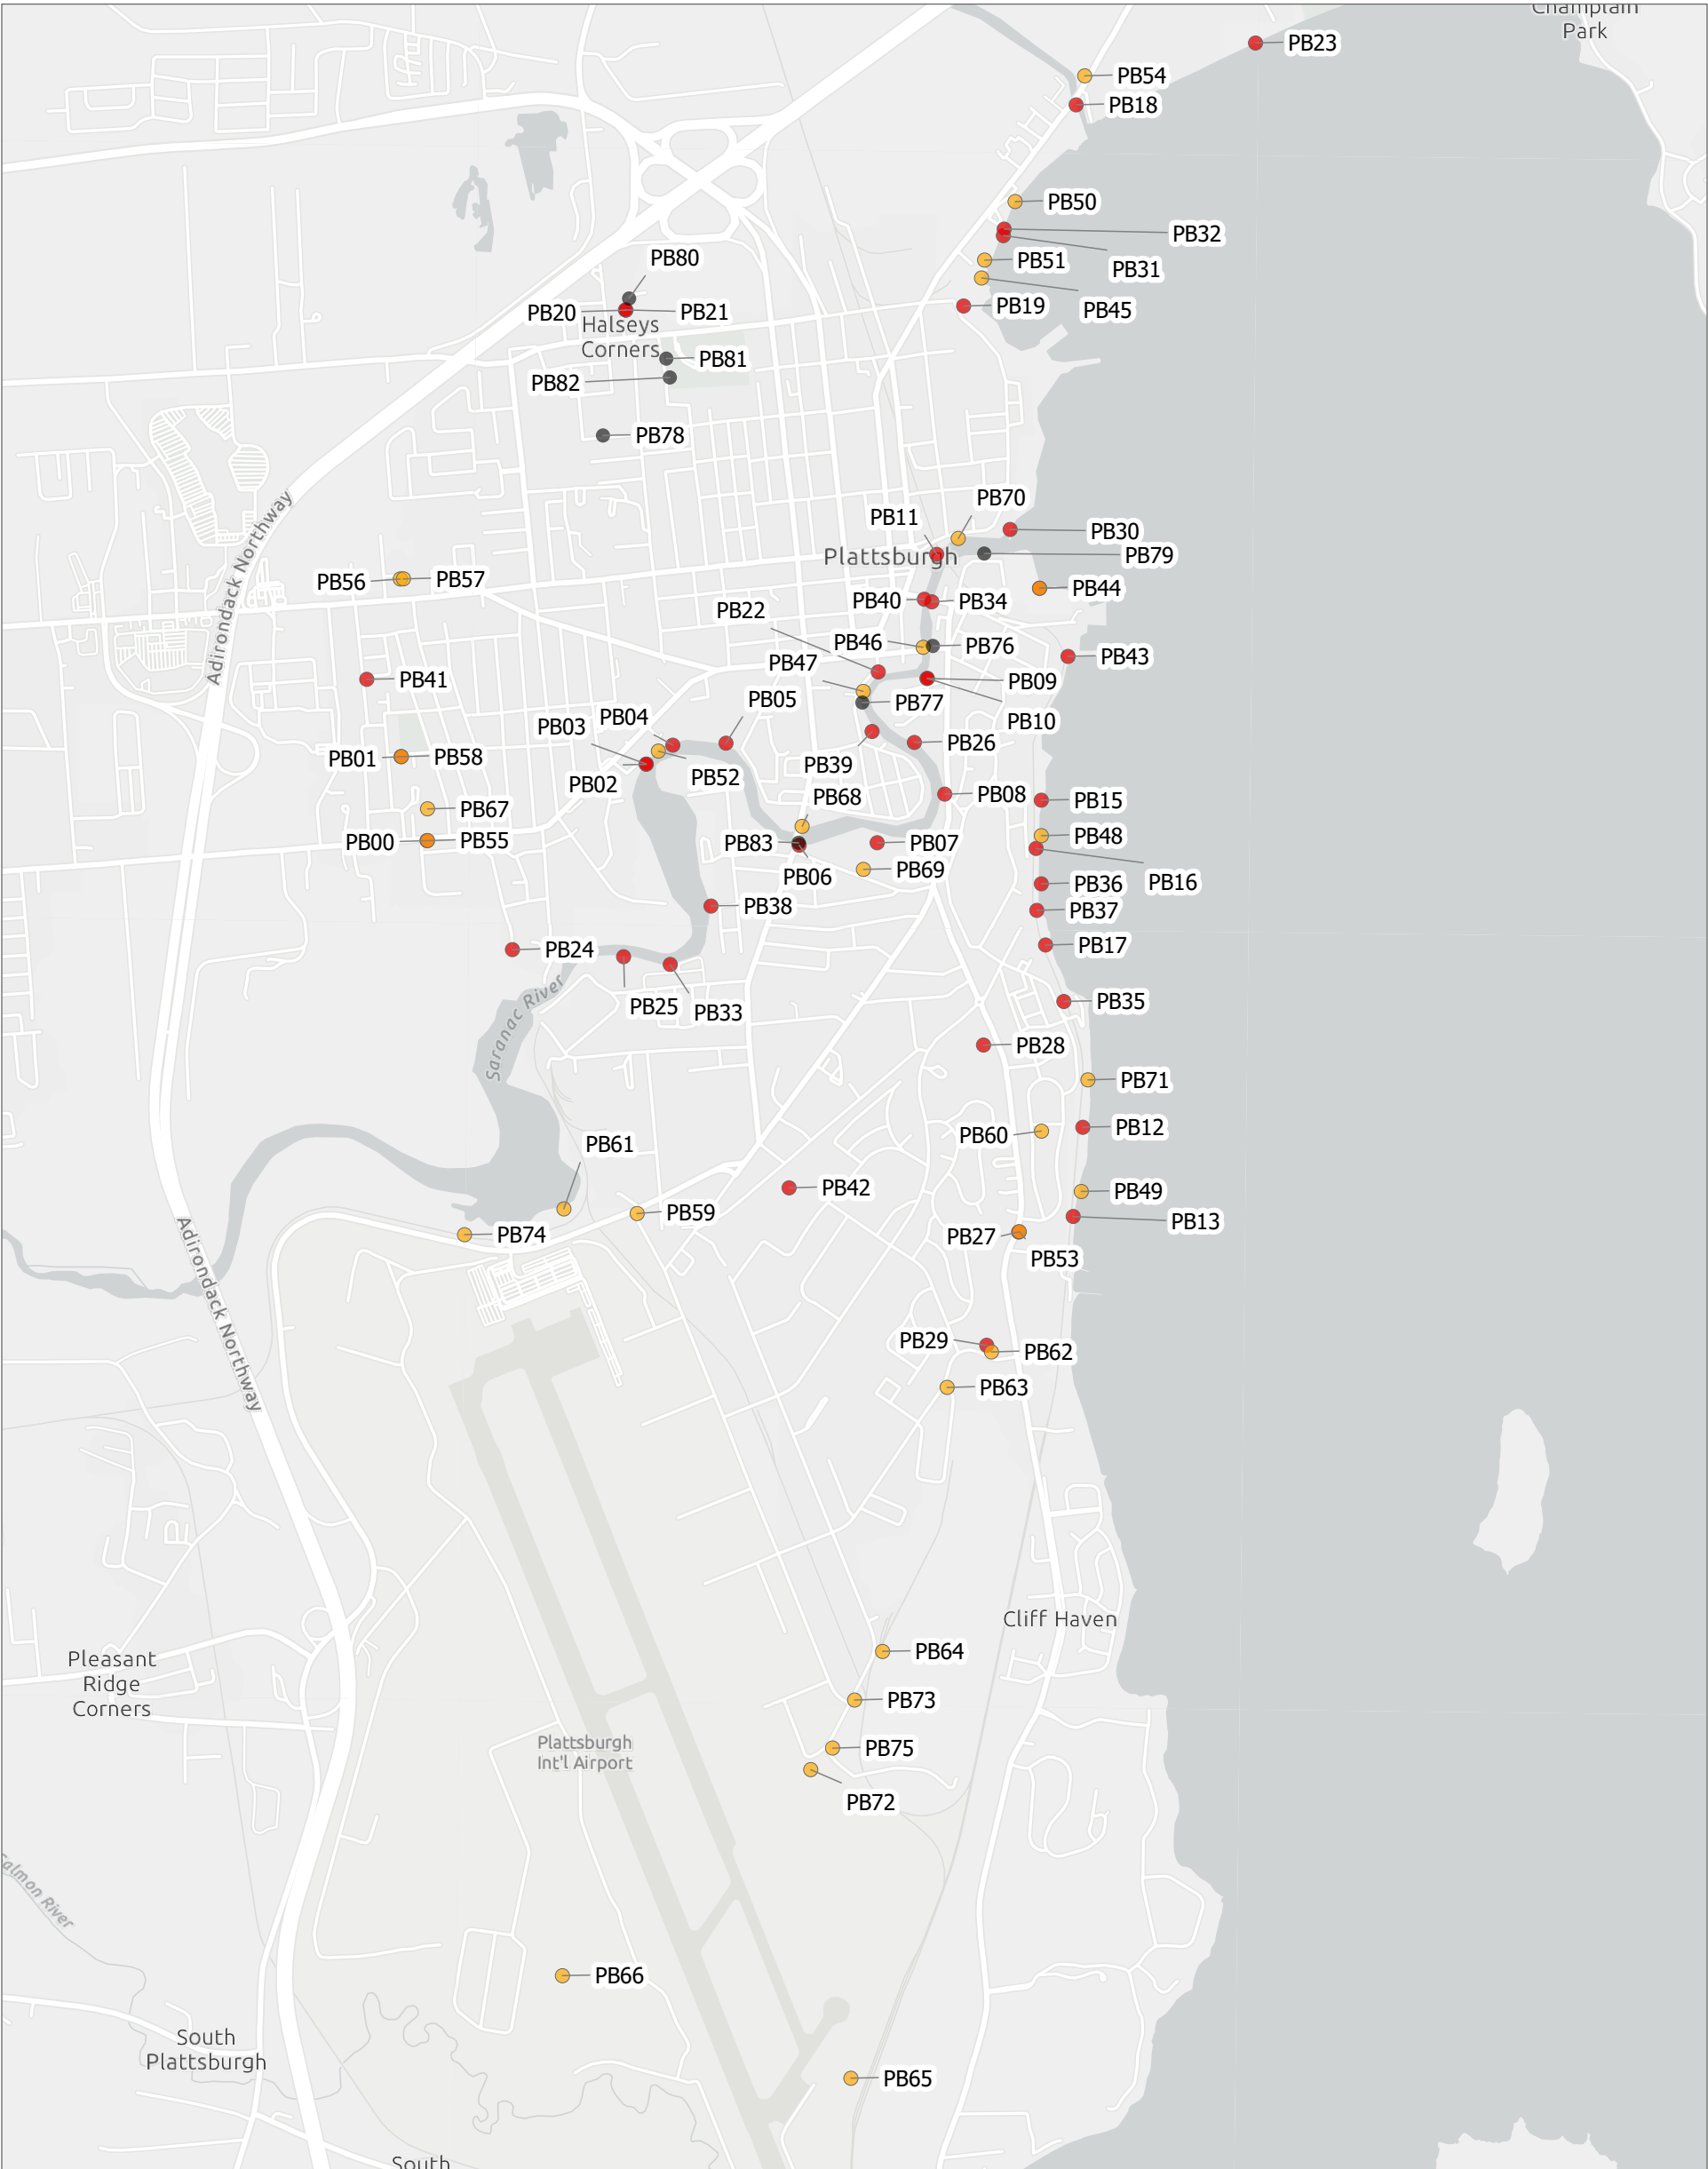 Champlain
Park
PB23
PB54
PB18
PB50
PB32
PB31
PB51
PB45
PB19
PB80
PB20
PB21
Halseys
Corners
PB81
PB82
PB78
Adirondack Northway
PB70
PB11
PB30
PB79
Plattsburgh
PB56
PB57
PB44
PB40
PB34
PB22
PB46
PB76
PB43
PB47
PB41
PB09
PB05
PB77
PB10
PB04
PB03
PB26
PB01
PB58
PB39
PB52
PB02
PB68
PB08
PB15
PB67
PB48
PB00
PB55
PB83
PB07
PB06
PB69
PB16
PB36
PB38
PB37
PB24
PB17
PB25
PB33
PB35
Saranac River
PB28
PB71
PB12
PB60
PB61
PB42
PB49
PB59
PB13
PB74
PB27
PB53
Adirondack Northway
PB29
PB62
PB63
Cliff Haven
PB64
Pleasant
Ridge
Corners
PB73
Plattsburgh
Int'l Airport
PB75
PB72
Salmon River
PB66
South
Plattsburgh
PB65
South